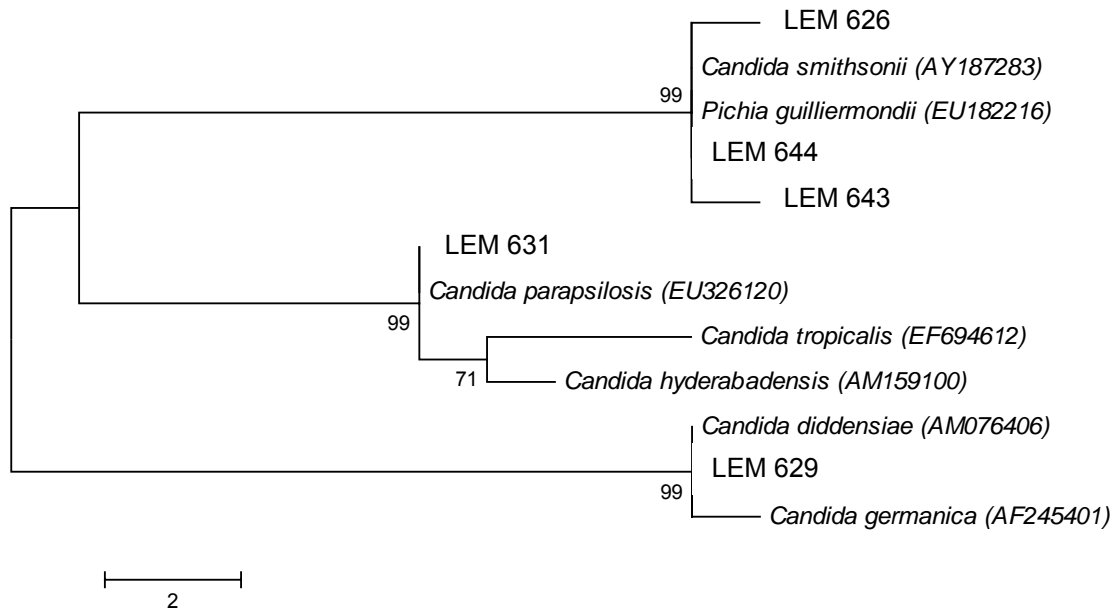 LEM 626
Candida smithsonii (AY187283)
99
Pichia guilliermondii (EU182216)
LEM 644
LEM 643
LEM 631
Candida parapsilosis (EU326120)
99
Candida tropicalis (EF694612)
71
Candida hyderabadensis (AM159100)
Candida diddensiae (AM076406)
LEM 629
99
Candida germanica (AF245401)
2